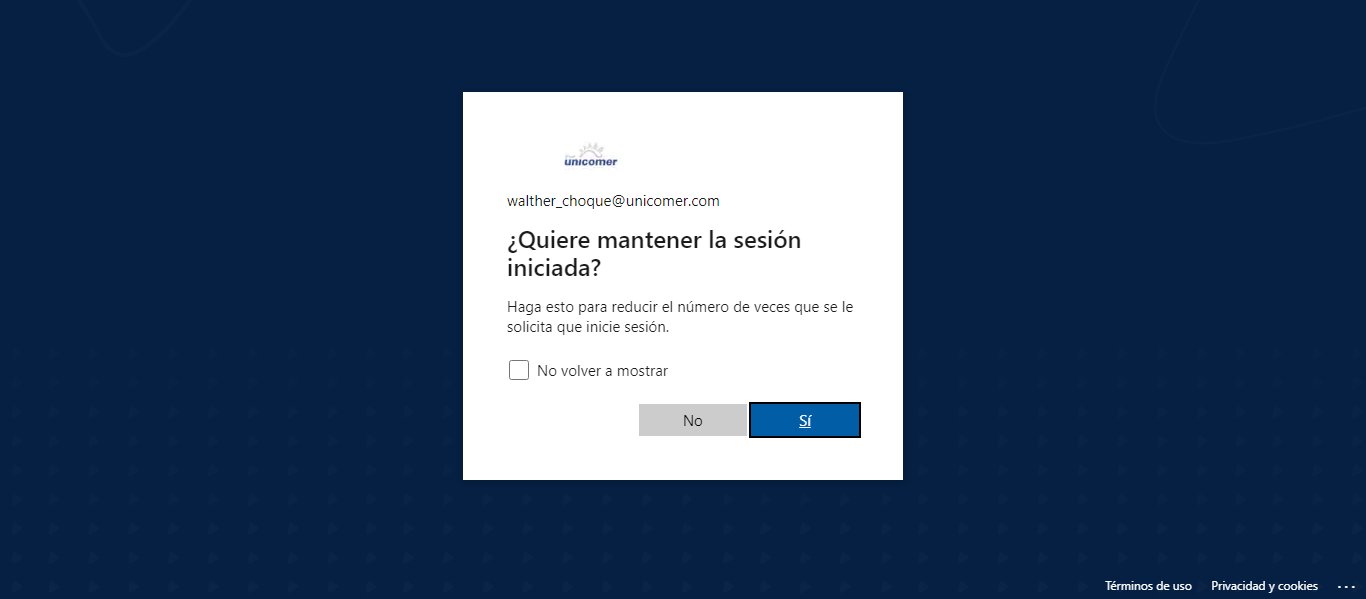 unicomer
walther_choque@unicomer.com
¿Quiere mantener la sesión
iniciada?
Haga esto para reducir el número de veces que se le
solicita que inicie sesión.
No volver a mostrar
No
Sí
Términos de uso
Privacidad y cookies
...